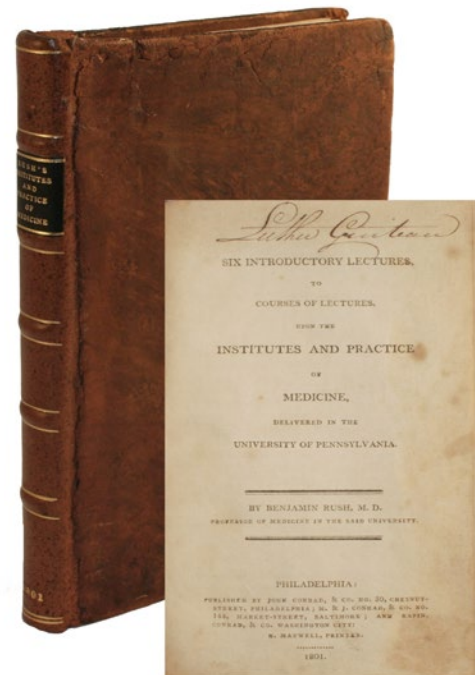 RUSH'S
INSTITUTES
AND
PRACTICE
OF
MEDICINE
Luther Guiteau
SIX INTRODUCTORY LECTURES,
TO
COURSES OF LECTURES,
UPON THE
INSTITUTES AND PRACTICE
OF
MEDICINE,
DELIVERED IN THE
UNIVERSITY OF PENNSYLVANIA.
BY BENJAMIN RUSH, M. D.
PROFESSOR OF MEDICINE IN THE SAID UNIVERSITY.
PHILADELPHIA:
PUBLISHED BY JOHN CONRAD, & CO. NO. 30, CHESNUT-
STREET, PHILADELPHIA; M. & J. CONRAD, & CO. NO.
MARKET-STREET, BALTIMORE; AND RAPIN,
CONRAD, & CO. WASHINGTON CITY:
H. MAXWELL, PRINTER.
1801.